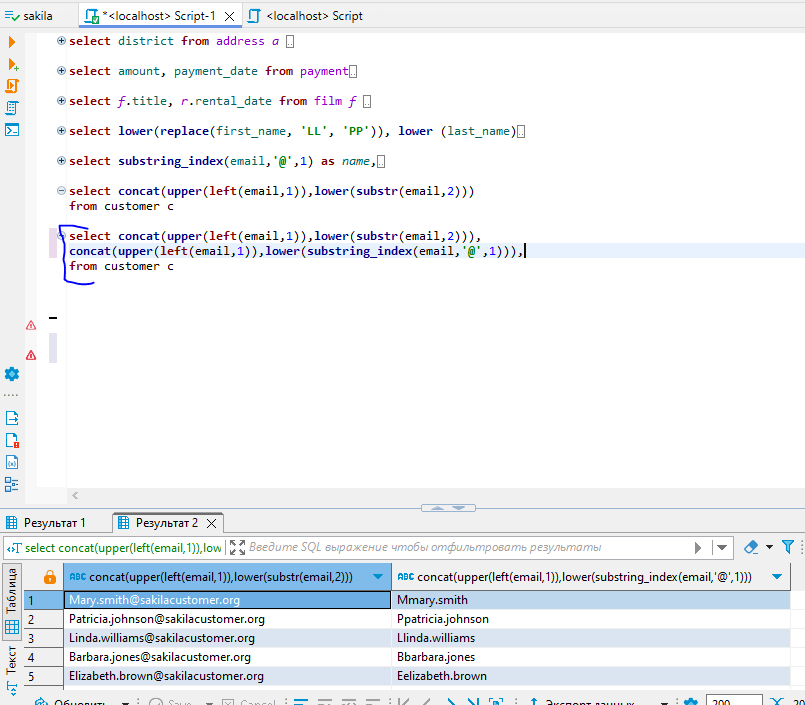 sakila
*<localhost> Script-1
<localhost> Script
select district from address a
select amount, payment_date from payment
select f.title, r.rental_date from film f
select lower(replace(first_name, 'LL', 'PP')), lower (last_name)
select substring_index(email,'@',1) as name,
select concat(upper(left(email,1)),lower(substr(email,2)))
from customer c
select concat(upper(left(email,1)),lower(substr(email,2))),
concat(upper(left(email,1)),lower(substring_index(email,'@',1))),
from customer c
Результат 1
Результат 2
select concat(upper(left(email,1)),low
Введите SQL выражение чтобы отфильтровать результаты
Таблица
Текст
ABC concat(upper(left(email,1)),lower(substr(email,2)))
ABC concat(upper(left(email,1)),lower(substring_index(email,'@',1)))
1 Mary.smith@sakilacustomer.org Mmary.smith
2 Patricia.johnson@sakilacustomer.org Ppatricia.johnson
3 Linda.williams@sakilacustomer.org Llinda.williams
4 Barbara.jones@sakilacustomer.org Bbarbara.jones
5 Elizabeth.brown@sakilacustomer.org Eelizabeth.brown
Обновить Save Cancel Экспорт данных 200